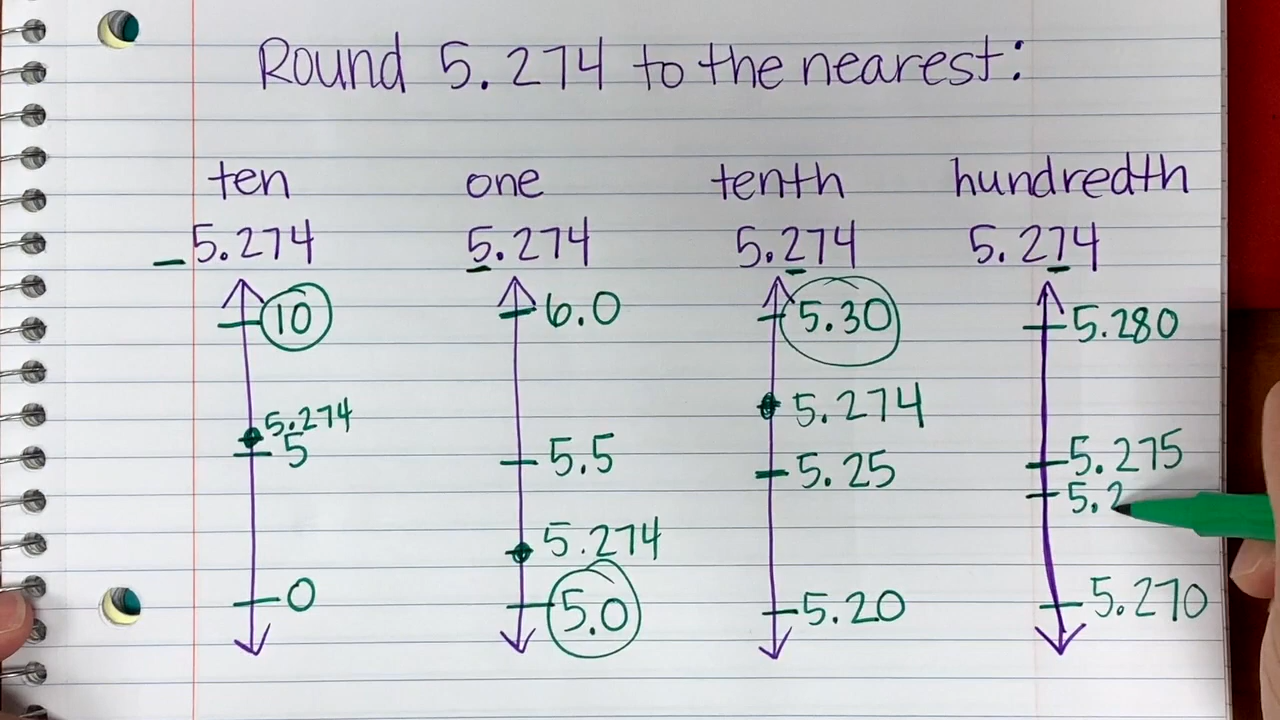 Round 5.274 to the nearest:
ten one tenth hundredth
5.274 5.274 5.274 5.274
10 6.0 5.30 5.280
5.274 5.274
5 5.5 5.25 5.275
5.2
5.274
0 5.0 5.20 5.270